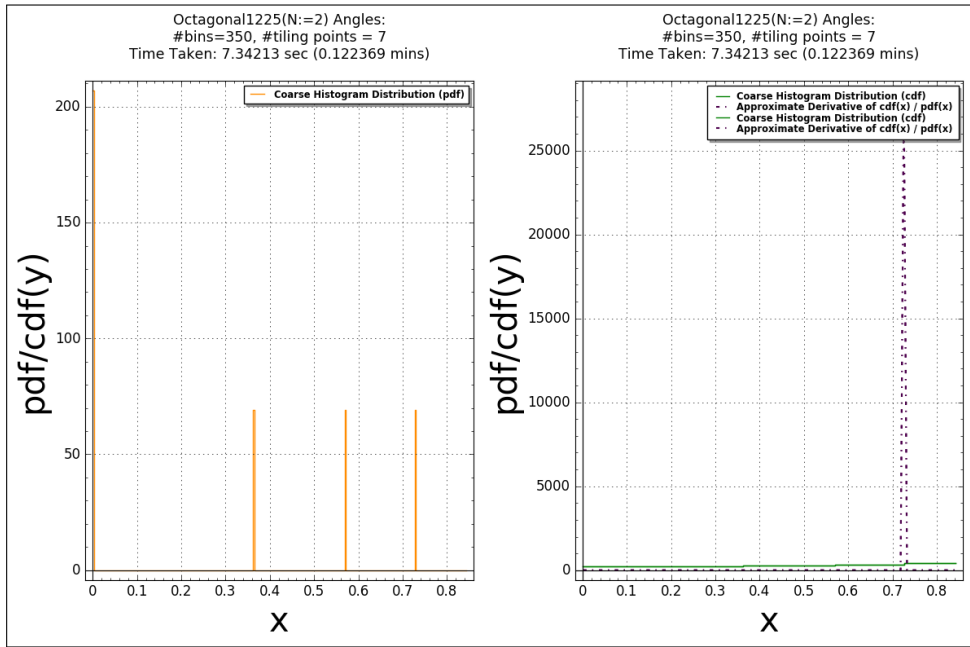 Octagonal1225(N:=2) Angles:
#bins=350, #tiling points = 7
Time Taken: 7.34213 sec (0.122369 mins)
Coarse Histogram Distribution (pdf)
200
150
100
50
0
pdf/cdf(y)
0 0.1 0.2 0.3 0.4 0.5 0.6 0.7 0.8
x
Octagonal1225(N:=2) Angles:
#bins=350, #tiling points = 7
Time Taken: 7.34213 sec (0.122369 mins)
Coarse Histogram Distribution (cdf)
Approximate Derivative of cdf(x) / pdf(x)
Coarse Histogram Distribution (cdf)
Approximate Derivative of cdf(x) / pdf(x)
25000
20000
15000
10000
5000
0
pdf/cdf(y)
0 0.1 0.2 0.3 0.4 0.5 0.6 0.7 0.8
x